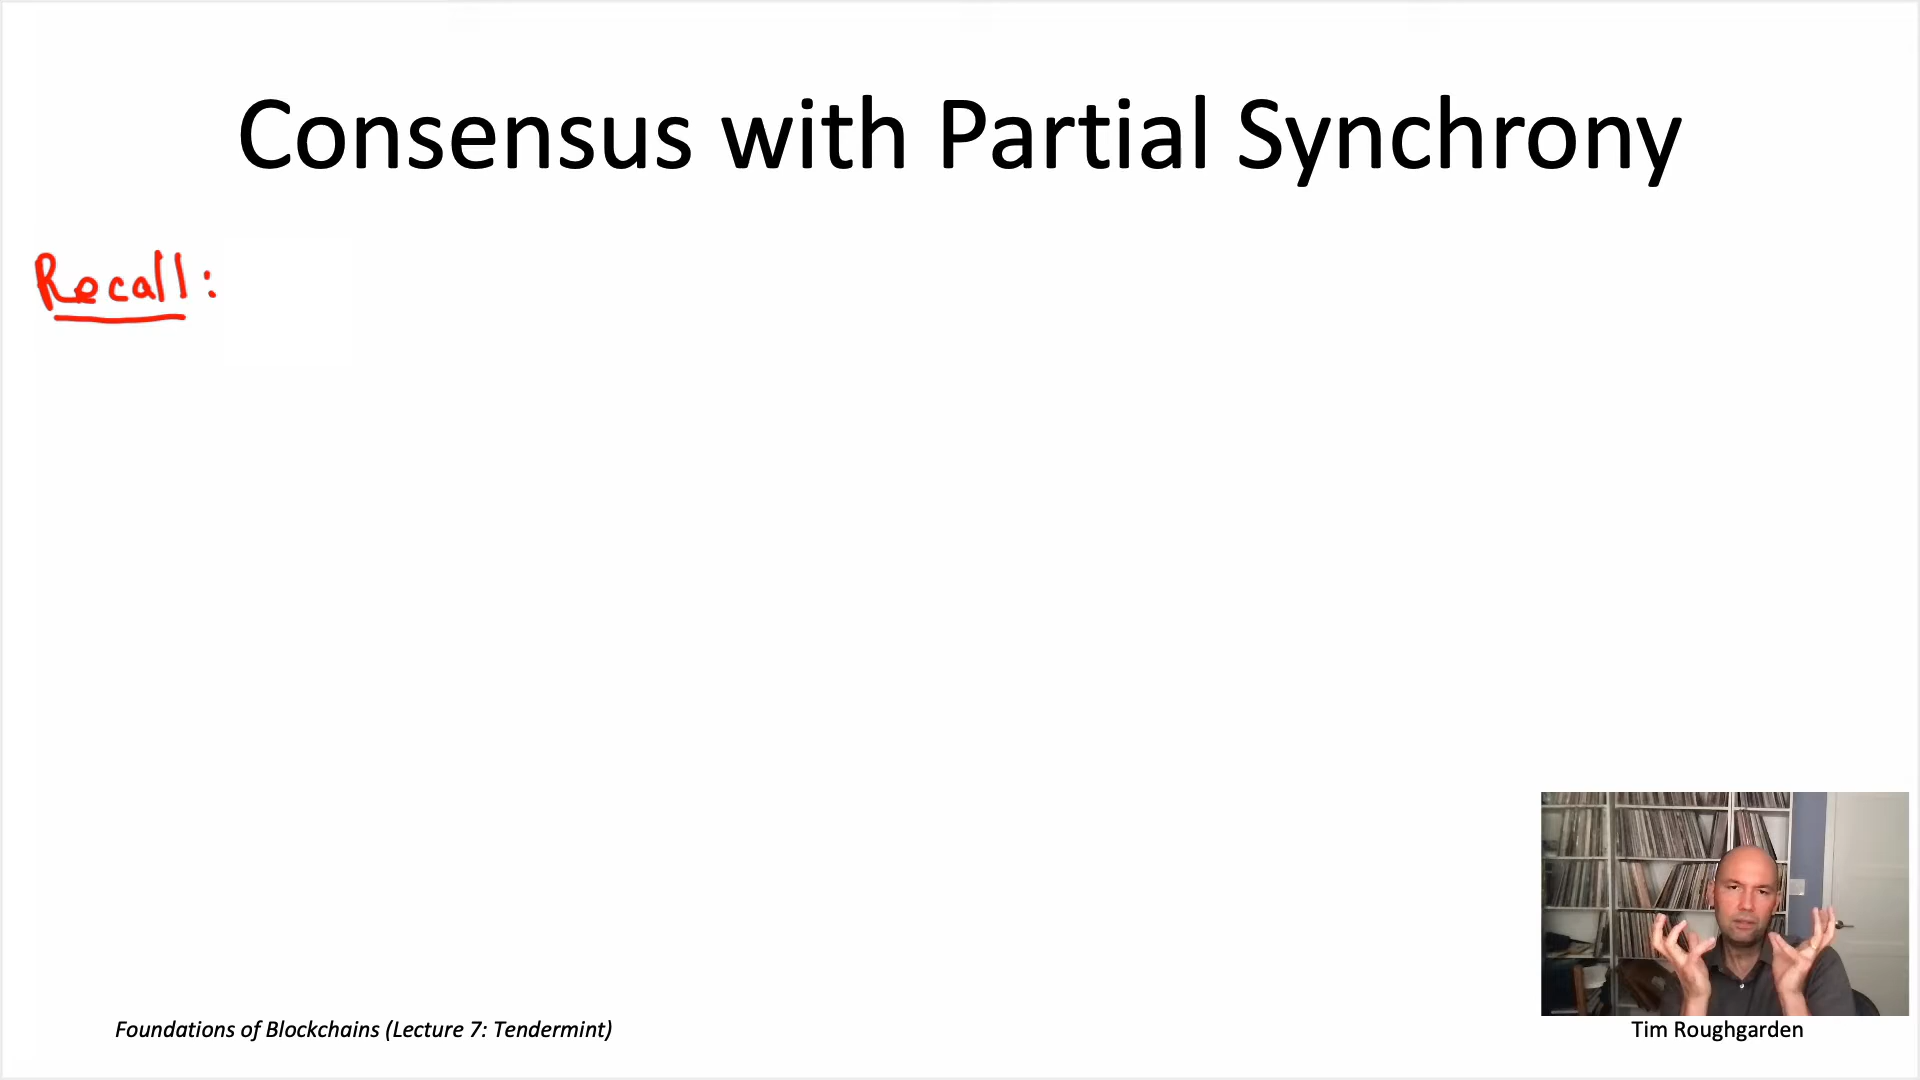 Consensus with Partial Synchrony
Recall:
Foundations of Blockchains (Lecture 7: Tendermint)
Tim Roughgarden